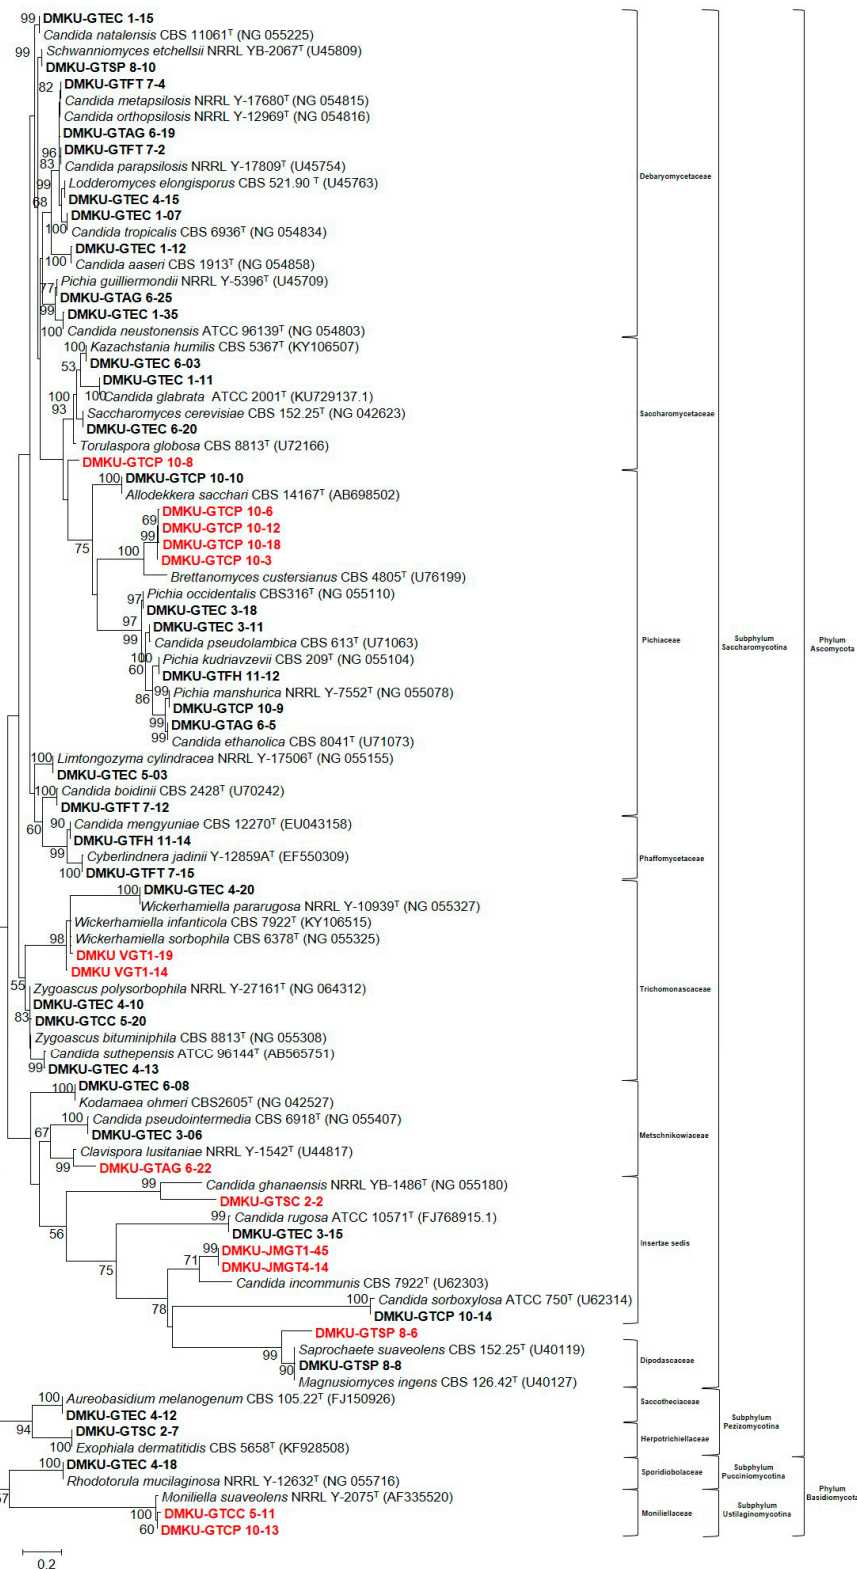 99 DMKU-GTEC 1-15
Candida natalensis CBS 11061ᵀ (NG 055225)
99 Schwanniomyces etchellsii NRRL YB-2067ᵀ (U45809)
DMKU-GTSP 8-10
82 DMKU-GTFT 7-4
Candida metapsilosis NRRL Y-17680ᵀ (NG 054815)
Candida orthopsilosis NRRL Y-12969ᵀ (NG 054816)
DMKU-GTAG 6-19
96 DMKU-GTFT 7-2
83 Candida parapsilosis NRRL Y-17809ᵀ (U45754)
Debaryomycetaceae
99 Lodderomyces elongisporus CBS 521.90 ᵀ (U45763)
68 DMKU-GTEC 4-15
DMKU-GTEC 1-07
100 Candida tropicalis CBS 6936ᵀ (NG 054834)
DMKU-GTEC 1-12
100 Candida aaseri CBS 1913ᵀ (NG 054858)
77 Pichia guilliermondii NRRL Y-5396ᵀ (U45709)
DMKU-GTAG 6-25
99 DMKU-GTEC 1-35
100 Candida neustonensis ATCC 96139ᵀ (NG 054803)
100 Kazachstania humilis CBS 5367ᵀ (KY106507)
53 DMKU-GTEC 6-03
DMKU-GTEC 1-11
Saccharomycetaceae
100 100 Candida glabrata ATCC 2001ᵀ (KU729137.1)
93 Saccharomyces cerevisiae CBS 152.25ᵀ (NG 042623)
DMKU-GTEC 6-20
Torulaspora globosa CBS 8813ᵀ (U72166)
DMKU-GTCP 10-8
100 DMKU-GTCP 10-10
Allodekkera sacchari CBS 14167ᵀ (AB698502)
DMKU-GTCP 10-6
69 DMKU-GTCP 10-12
99 DMKU-GTCP 10-18
75 100 DMKU-GTCP 10-3
Brettanomyces custersianus CBS 4805ᵀ (U76199)
97 Pichia occidentalis CBS316ᵀ (NG 055110)
DMKU-GTEC 3-18
97 DMKU-GTEC 3-11
99 Candida pseudolambica CBS 613ᵀ (U71063)
Pichiaceae
Subphylum
Saccharomycotina
Phylum
Ascomycota
100 Pichia kudriavzevii CBS 209ᵀ (NG 055104)
60 DMKU-GTFH 11-12
86 99 Pichia manshurica NRRL Y-7552ᵀ (NG 055078)
DMKU-GTCP 10-9
99 DMKU-GTAG 6-5
99 Candida ethanolica CBS 8041ᵀ (U71073)
100 Limtongozyma cylindracea NRRL Y-17506ᵀ (NG 055155)
DMKU-GTEC 5-03
100 Candida boidinii CBS 2428ᵀ (U70242)
DMKU-GTFT 7-12
60 90 Candida mengyuniae CBS 12270ᵀ (EU043158)
DMKU-GTFH 11-14
99 Cyberlindnera jadinii Y-12859Aᵀ (EF550309)
Phaffomycetaceae
100 DMKU-GTFT 7-15
100 DMKU-GTEC 4-20
Wickerhamiella pararugosa NRRL Y-10939ᵀ (NG 055327)
Wickerhamiella infanticola CBS 7922ᵀ (KY106515)
98 Wickerhamiella sorbophila CBS 6378ᵀ (NG 055325)
DMKU VGT1-19
DMKU VGT1-14
55 Zygoascus polysorbophila NRRL Y-27161ᵀ (NG 064312)
Trichomonascaceae
DMKU-GTEC 4-10
83 DMKU-GTCC 5-20
Zygoascus bituminiphila CBS 8813ᵀ (NG 055308)
Candida suthepensis ATCC 96144ᵀ (AB565751)
99 DMKU-GTEC 4-13
100 DMKU-GTEC 6-08
Kodamaea ohmeri CBS2605ᵀ (NG 042527)
100 Candida pseudointermedia CBS 6918ᵀ (NG 055407)
67 DMKU-GTEC 3-06
Metschnikowiaceae
Clavispora lusitaniae NRRL Y-1542ᵀ (U44817)
99 DMKU-GTAG 6-22
99 Candida ghanaensis NRRL YB-1486ᵀ (NG 055180)
DMKU-GTSC 2-2
56 99 Candida rugosa ATCC 10571ᵀ (FJ768915.1)
DMKU-GTEC 3-15
Insertae sedis
99 DMKU-JMGT1-45
75 71 DMKU-JMGT4-14
Candida incommunis CBS 7922ᵀ (U62303)
78 100 Candida sorboxylosa ATCC 750ᵀ (U62314)
DMKU-GTCP 10-14
DMKU-GTSP 8-6
99 Saprochaete suaveolens CBS 152.25ᵀ (U40119)
90 DMKU-GTSP 8-8
Dipodascaceae
Magnusiomyces ingens CBS 126.42ᵀ (U40127)
100 Aureobasidium melanogenum CBS 105.22ᵀ (FJ150926)
Saccotheciaceae
DMKU-GTEC 4-12
94 DMKU-GTSC 2-7
Subphylum
Pezizomycotina
100 Exophiala dermatitidis CBS 5658ᵀ (KF928508)
Herpotrichiellaceae
100 DMKU-GTEC 4-18
Rhodotorula mucilaginosa NRRL Y-12632ᵀ (NG 055716)
Sporidiobolaceae
Subphylum
Pucciniomycotina
57 Moniliella suaveolens NRRL Y-2075ᵀ (AF335520)
Phylum
Basidiomycota
100 DMKU-GTCC 5-11
Moniliellaceae
Subphylum
Ustilaginomycotina
60 DMKU-GTCP 10-13
0.2